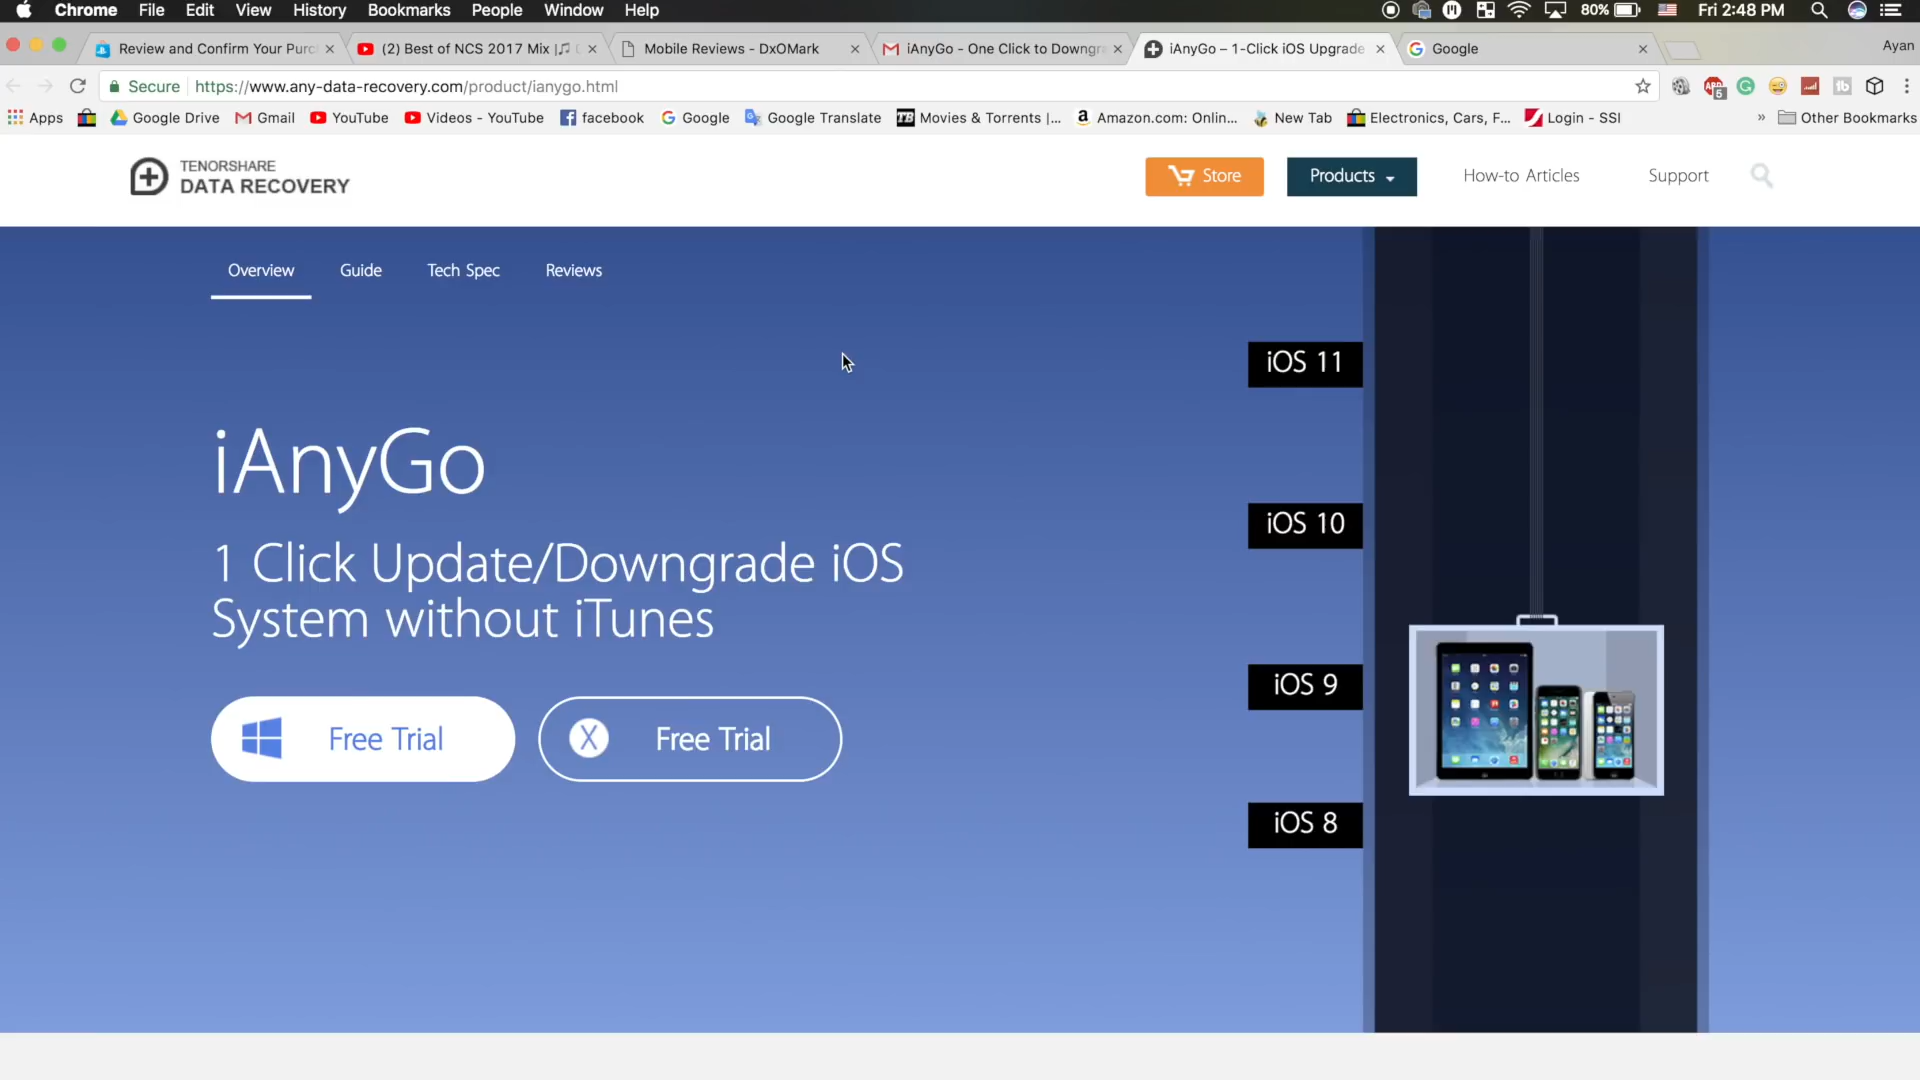 Chrome File Edit View History Bookmarks People Window Help 80% Fri 2:48 PM
Review and Confirm Your Purc
(2) Best of NCS 2017 Mix |
Mobile Reviews - DxOMark
iAnyGo - One Click to Downgr
iAnyGo – 1-Click iOS Upgrade
Google
Ayan
Secure https://www.any-data-recovery.com/product/ianygo.html
Apps Google Drive Gmail YouTube Videos - YouTube facebook Google Google Translate Movies & Torrents |... Amazon.com: Onlin... New Tab Electronics, Cars, F... Login - SSI » Other Bookmarks
TENORSHARE
DATA RECOVERY
Store Products How-to Articles Support
Overview Guide Tech Spec Reviews
iOS 11
iAnyGo
iOS 10
1 Click Update/Downgrade iOS
System without iTunes
iOS 9
Free Trial Free Trial
iOS 8